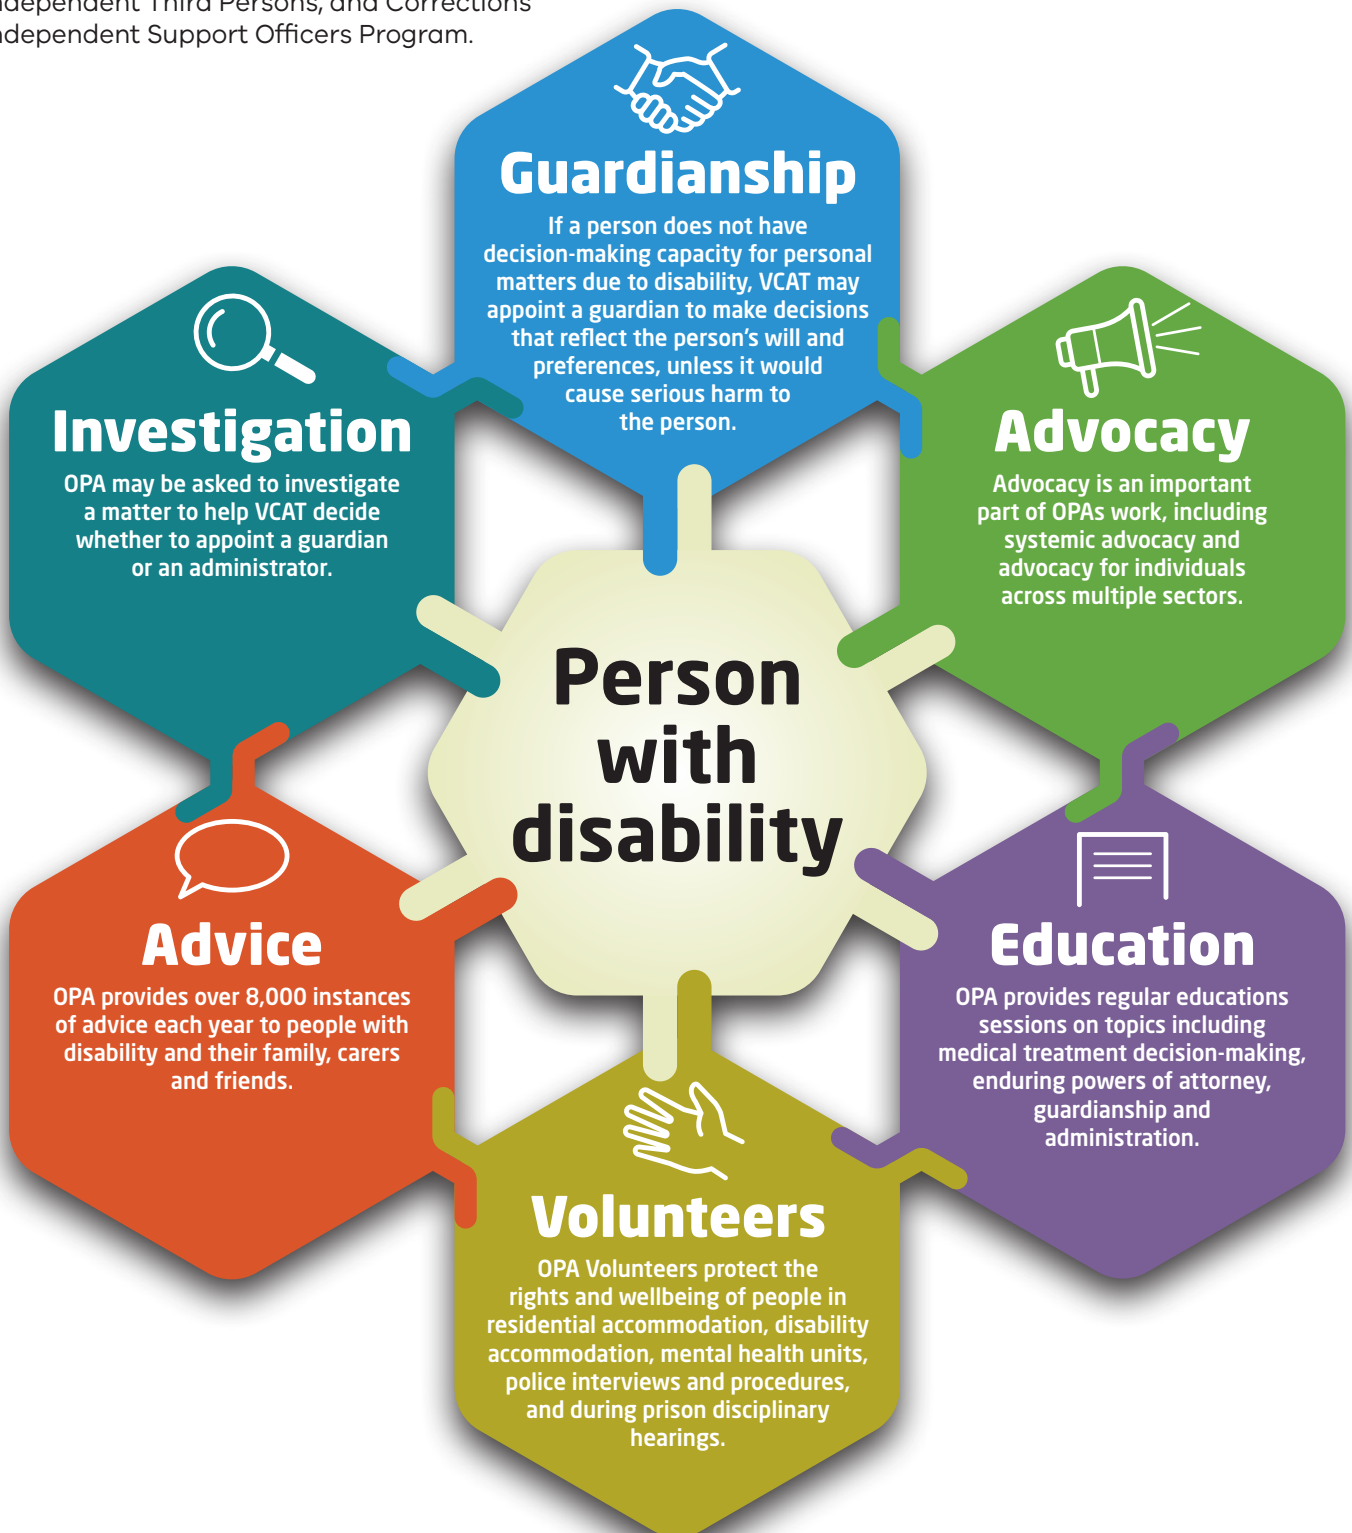 Independent Third Persons, and Corrections
Independent Support Officers Program.
Guardianship
If a person does not have
decision-making capacity for personal
matters due to disability, VCAT may
appoint a guardian to make decisions
that reflect the person's will and
preferences, unless it would
cause serious harm to
the person.
Investigation
OPA may be asked to investigate
a matter to help VCAT decide
whether to appoint a guardian
or an administrator.
Advocacy
Advocacy is an important
part of OPAs work, including
systemic advocacy and
advocacy for individuals
across multiple sectors.
Person
with
disability
Advice
OPA provides over 8,000 instances
of advice each year to people with
disability and their family, carers
and friends.
Education
OPA provides regular educations
sessions on topics including
medical treatment decision-making,
enduring powers of attorney,
guardianship and
administration.
Volunteers
OPA Volunteers protect the
rights and wellbeing of people in
residential accommodation, disability
accommodation, mental health units,
police interviews and procedures,
and during prison disciplinary
hearings.